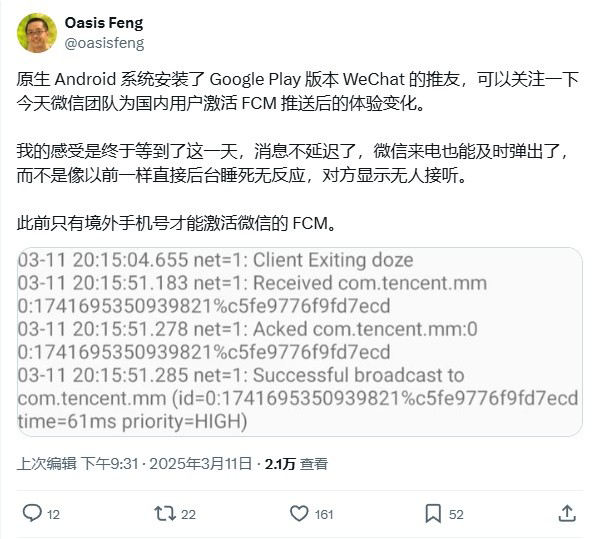 Oasis Feng
@oasisfeng
原生 Android 系统安装了 Google Play 版本 WeChat 的推友，可以关注一下
今天微信团队为国内用户激活 FCM 推送后的体验变化。
我的感受是终于等到了这一天，消息不延迟了，微信来电也能及时弹出了，
而不是像以前一样直接后台睡死无反应，对方显示无人接听。
此前只有境外手机号才能激活微信的 FCM。
03-11 20:15:04.655 net=1: Client Exiting doze
03-11 20:15:51.183 net=1: Received com.tencent.mm
0:1741695350939821%c5fe9776f9fd7ecd
03-11 20:15:51.278 net=1: Acked com.tencent.mm:0
0:1741695350939821%c5fe9776f9fd7ecd
03-11 20:15:51.285 net=1: Successful broadcast to
com.tencent.mm (id=0:1741695350939821%c5fe9776f9fd7ecd
time=61ms priority=HIGH)
上次编辑 下午9:31 · 2025年3月11日 · 2.1万 查看
12 22 161 52